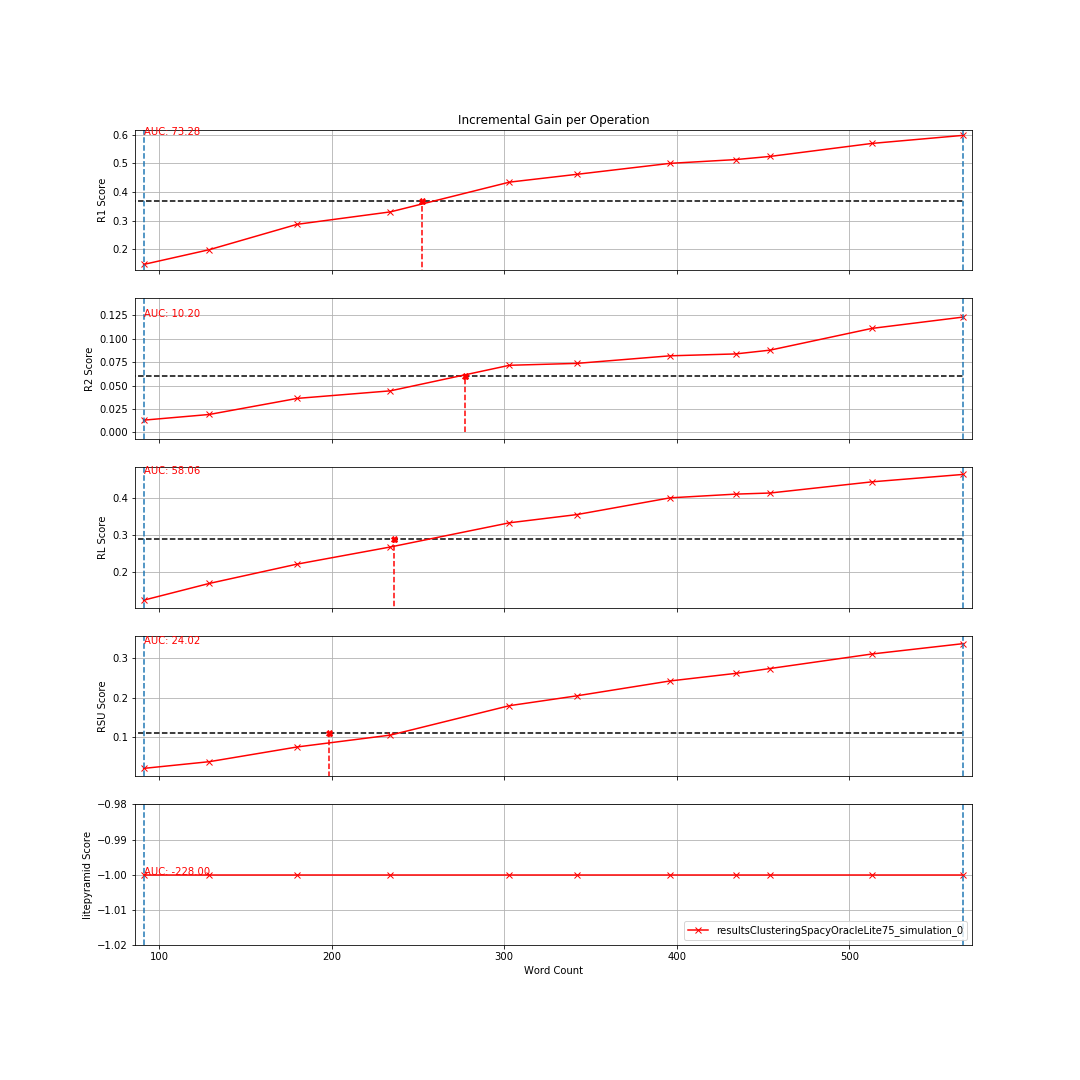 Incremental Gain per Operation
AUC: 73.28
0.6
0.5
0.4
0.3
0.2
R1 Score
AUC: 10.20
0.125
0.100
0.075
0.050
0.025
0.000
R2 Score
AUC: 58.06
0.4
0.3
0.2
RL Score
AUC: 24.02
0.3
0.2
0.1
RSU Score
−0.98
−0.99
−1.00
−1.01
−1.02
litepyramid Score
AUC: -228.00
resultsClusteringSpacyOracleLite75_simulation_0
100 200 300 400 500
Word Count